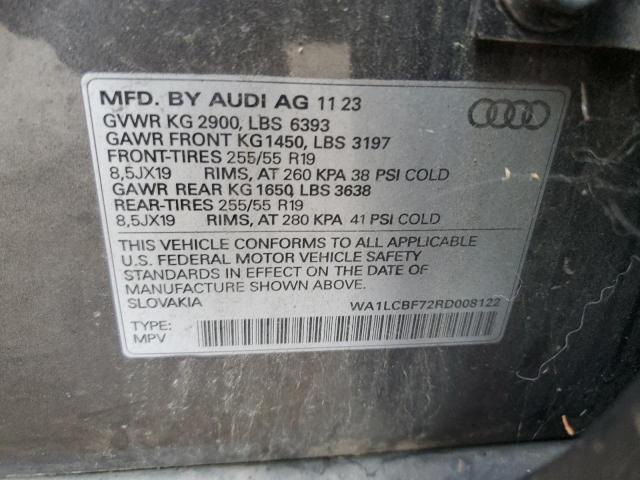 MFD. BY AUDI AG 11 23
GVWR KG 2900, LBS 6393
GAWR FRONT KG1450, LBS 3197
FRONT-TIRES 255/55 R19
8,5JX19 RIMS, AT 260 KPA 38 PSI COLD
GAWR REAR KG 1650, LBS 3638
REAR-TIRES 255/55 R19
8,5JX19 RIMS, AT 280 KPA 41 PSI COLD
THIS VEHICLE CONFORMS TO ALL APPLICABLE
U.S. FEDERAL MOTOR VEHICLE SAFETY
STANDARDS IN EFFECT ON THE DATE OF
MANUFACTURE SHOWN ABOVE.
SLOVAKIA WA1LCBF72RD008122
TYPE:
MPV